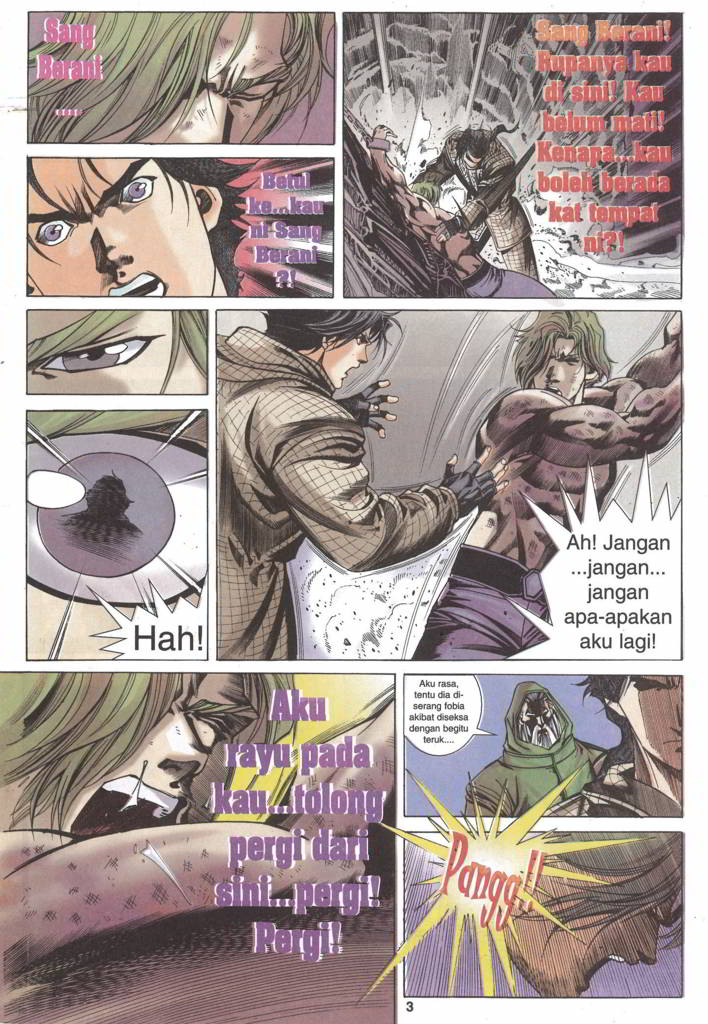 Sang
Berani
....
Sang Berani!
Rupanya kau
di sini! Kau
belum mati!
Kenapa...kau
boleh berada
kat tempat
ni?!
Betul
ke...kau
ni Sang
Berani
?!
Hah!
Ah! Jangan
...jangan...
jangan
apa-apakan
aku lagi!
Aku
rayu pada
kau...tolong
pergi dari
sini...pergi!
Pergi!
Aku rasa,
tentu dia di-
serang fobia
akibat diseksa
dengan begitu
teruk....
Pangg!!
3